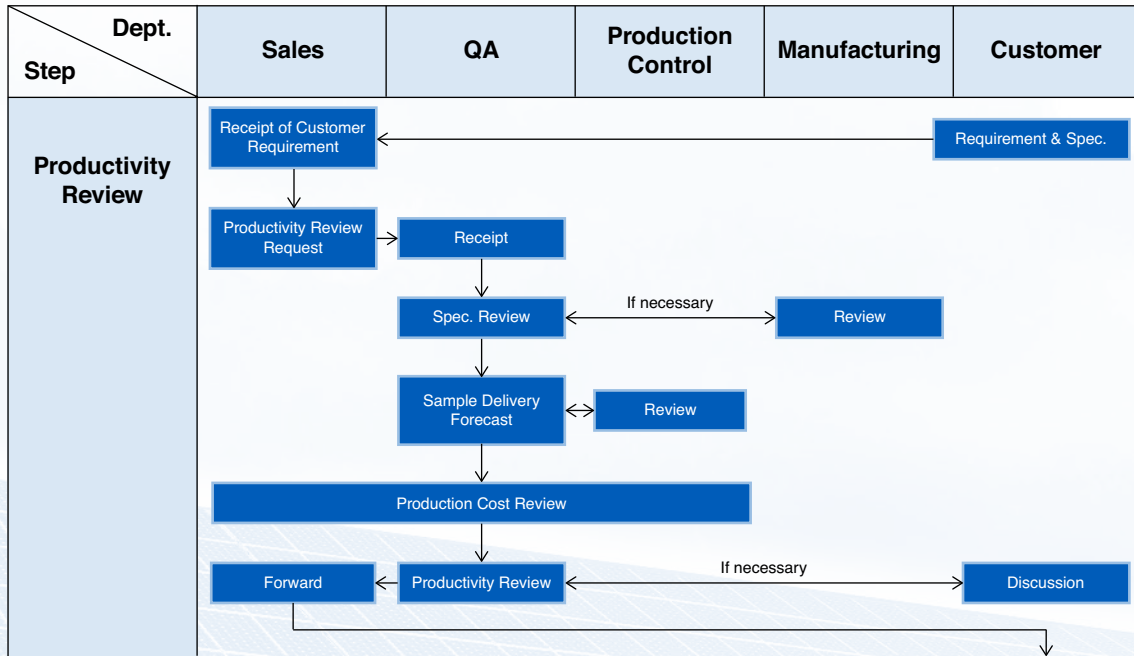 Dept.
Step
Sales
QA
Production
Control
Manufacturing
Customer
Productivity
Review
Receipt of Customer
Requirement
Requirement & Spec.
Productivity Review
Request
Receipt
Spec. Review
If necessary
Review
Sample Delivery
Forecast
Review
Production Cost Review
Forward
Productivity Review
If necessary
Discussion